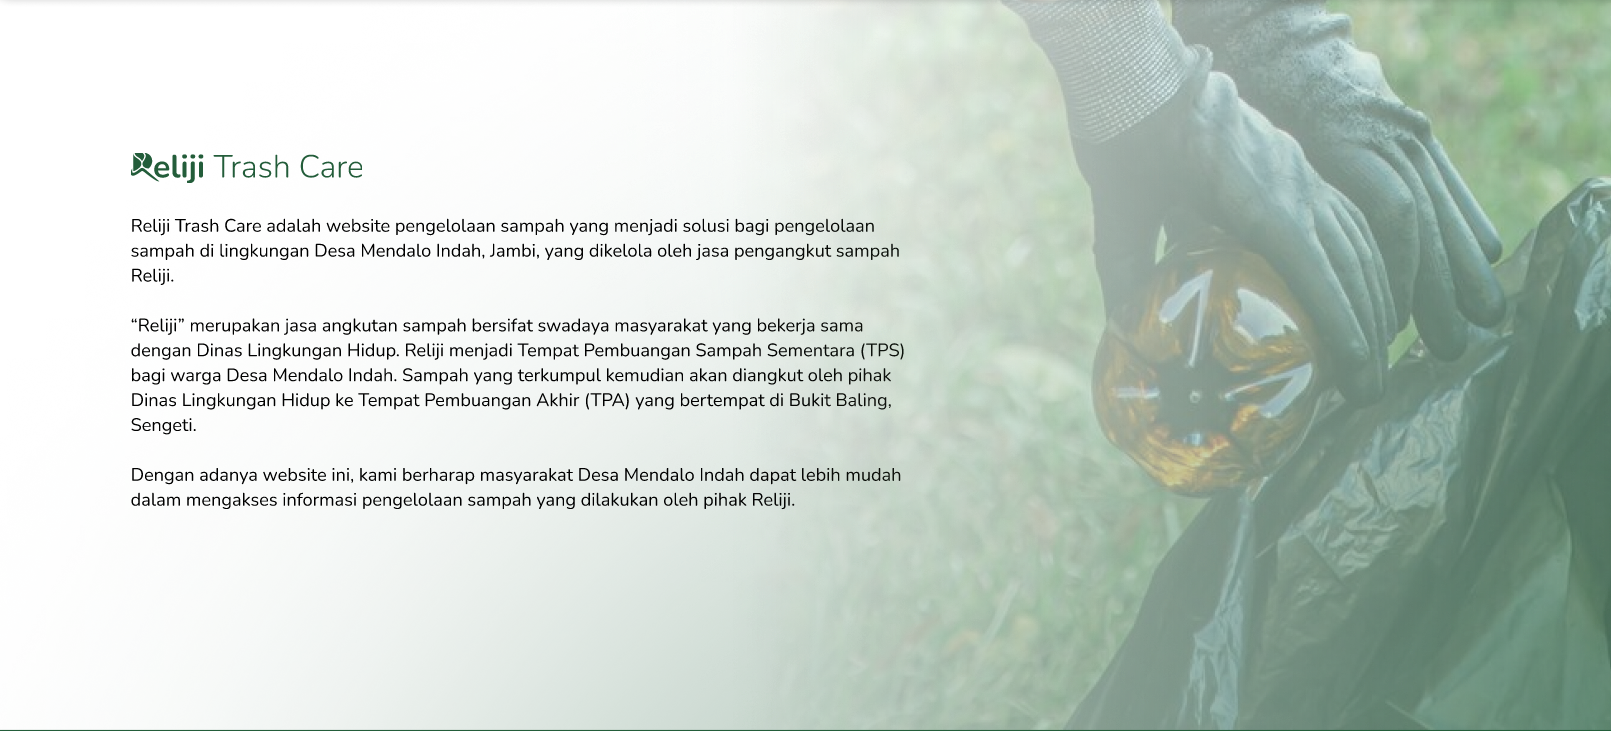 Reliji Trash Care
Reliji Trash Care adalah website pengelolaan sampah yang menjadi solusi bagi pengelolaan
sampah di lingkungan Desa Mendalo Indah, Jambi, yang dikelola oleh jasa pengangkut sampah
Reliji.
“Reliji” merupakan jasa angkutan sampah bersifat swadaya masyarakat yang bekerja sama
dengan Dinas Lingkungan Hidup. Reliji menjadi Tempat Pembuangan Sampah Sementara (TPS)
bagi warga Desa Mendalo Indah. Sampah yang terkumpul kemudian akan diangkut oleh pihak
Dinas Lingkungan Hidup ke Tempat Pembuangan Akhir (TPA) yang bertempat di Bukit Baling,
Sengeti.
Dengan adanya website ini, kami berharap masyarakat Desa Mendalo Indah dapat lebih mudah
dalam mengakses informasi pengelolaan sampah yang dilakukan oleh pihak Reliji.